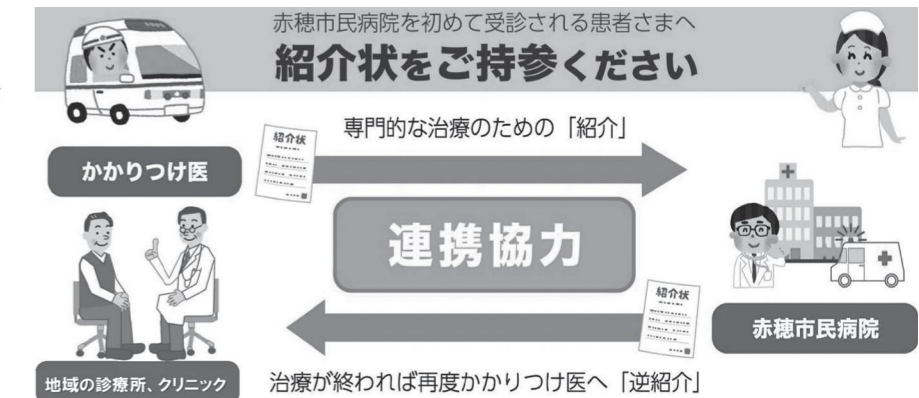 赤穂市民病院を初めて受診される患者さまへ
紹介状をご持参ください
専門的な治療のための「紹介」
紹介状
かかりつけ医
連携協力
紹介状
赤穂市民病院
地域の診療所、クリニック
治療が終われば再度かかりつけ医へ「逆紹介」